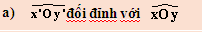 a) x'Oy' đối đỉnh với xOy